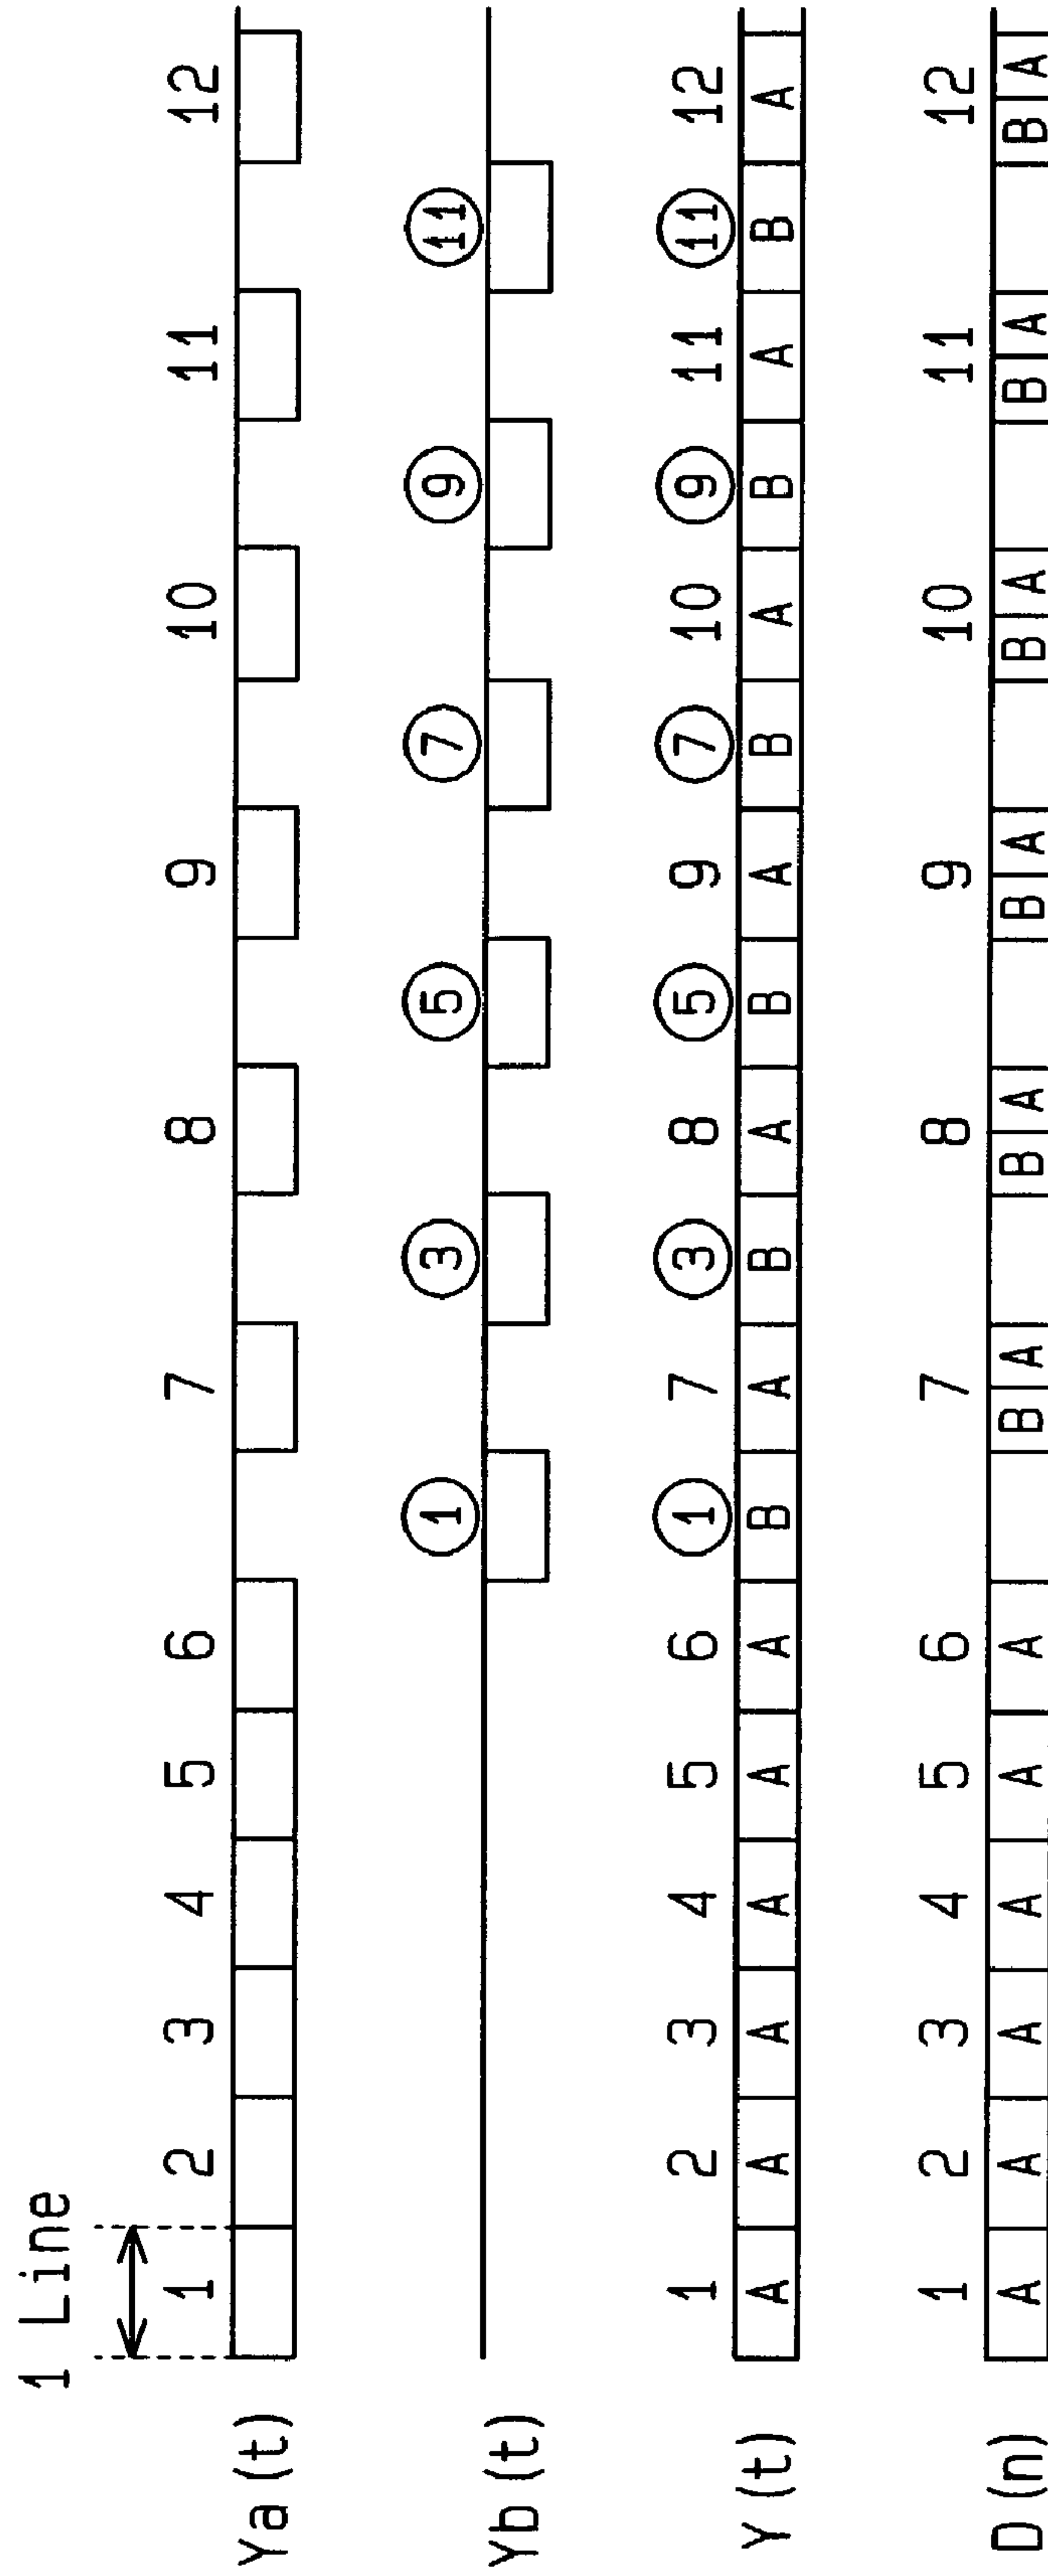 1 Line
Ya (t) 1 2 3 4 5 6 7 8 9 10 11 12
Yb (t) 1 3 5 7 9 11
1 2 3 4 5 6 1 7 3 8 5 9 7 10 9 11 11 12
Y (t) A A A A A A B A B A B A B A B A B A
1 2 3 4 5 6 7 8 9 10 11 12
D (n) A A A A A A B A B A B A B A B A B A